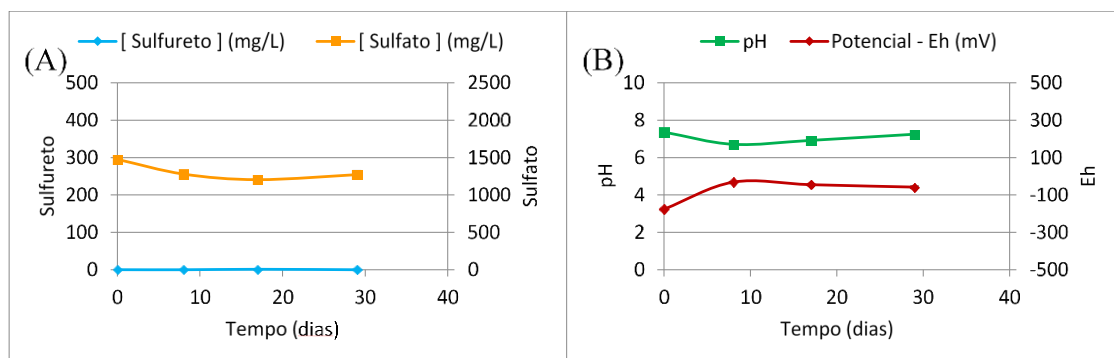 [ Sulfureto ] (mg/L) [ Sulfato ] (mg/L)
(A)
500 2500
400 2000
300 1500
200 1000
100 500
0 0
Sulfureto
Sulfato
0 10 20 30 40
Tempo (dias)
pH Potencial - Eh (mV)
(B)
10 500
8 300
6 100
4 -100
2 -300
0 -500
pH
Eh
0 10 20 30 40
Tempo (dias)